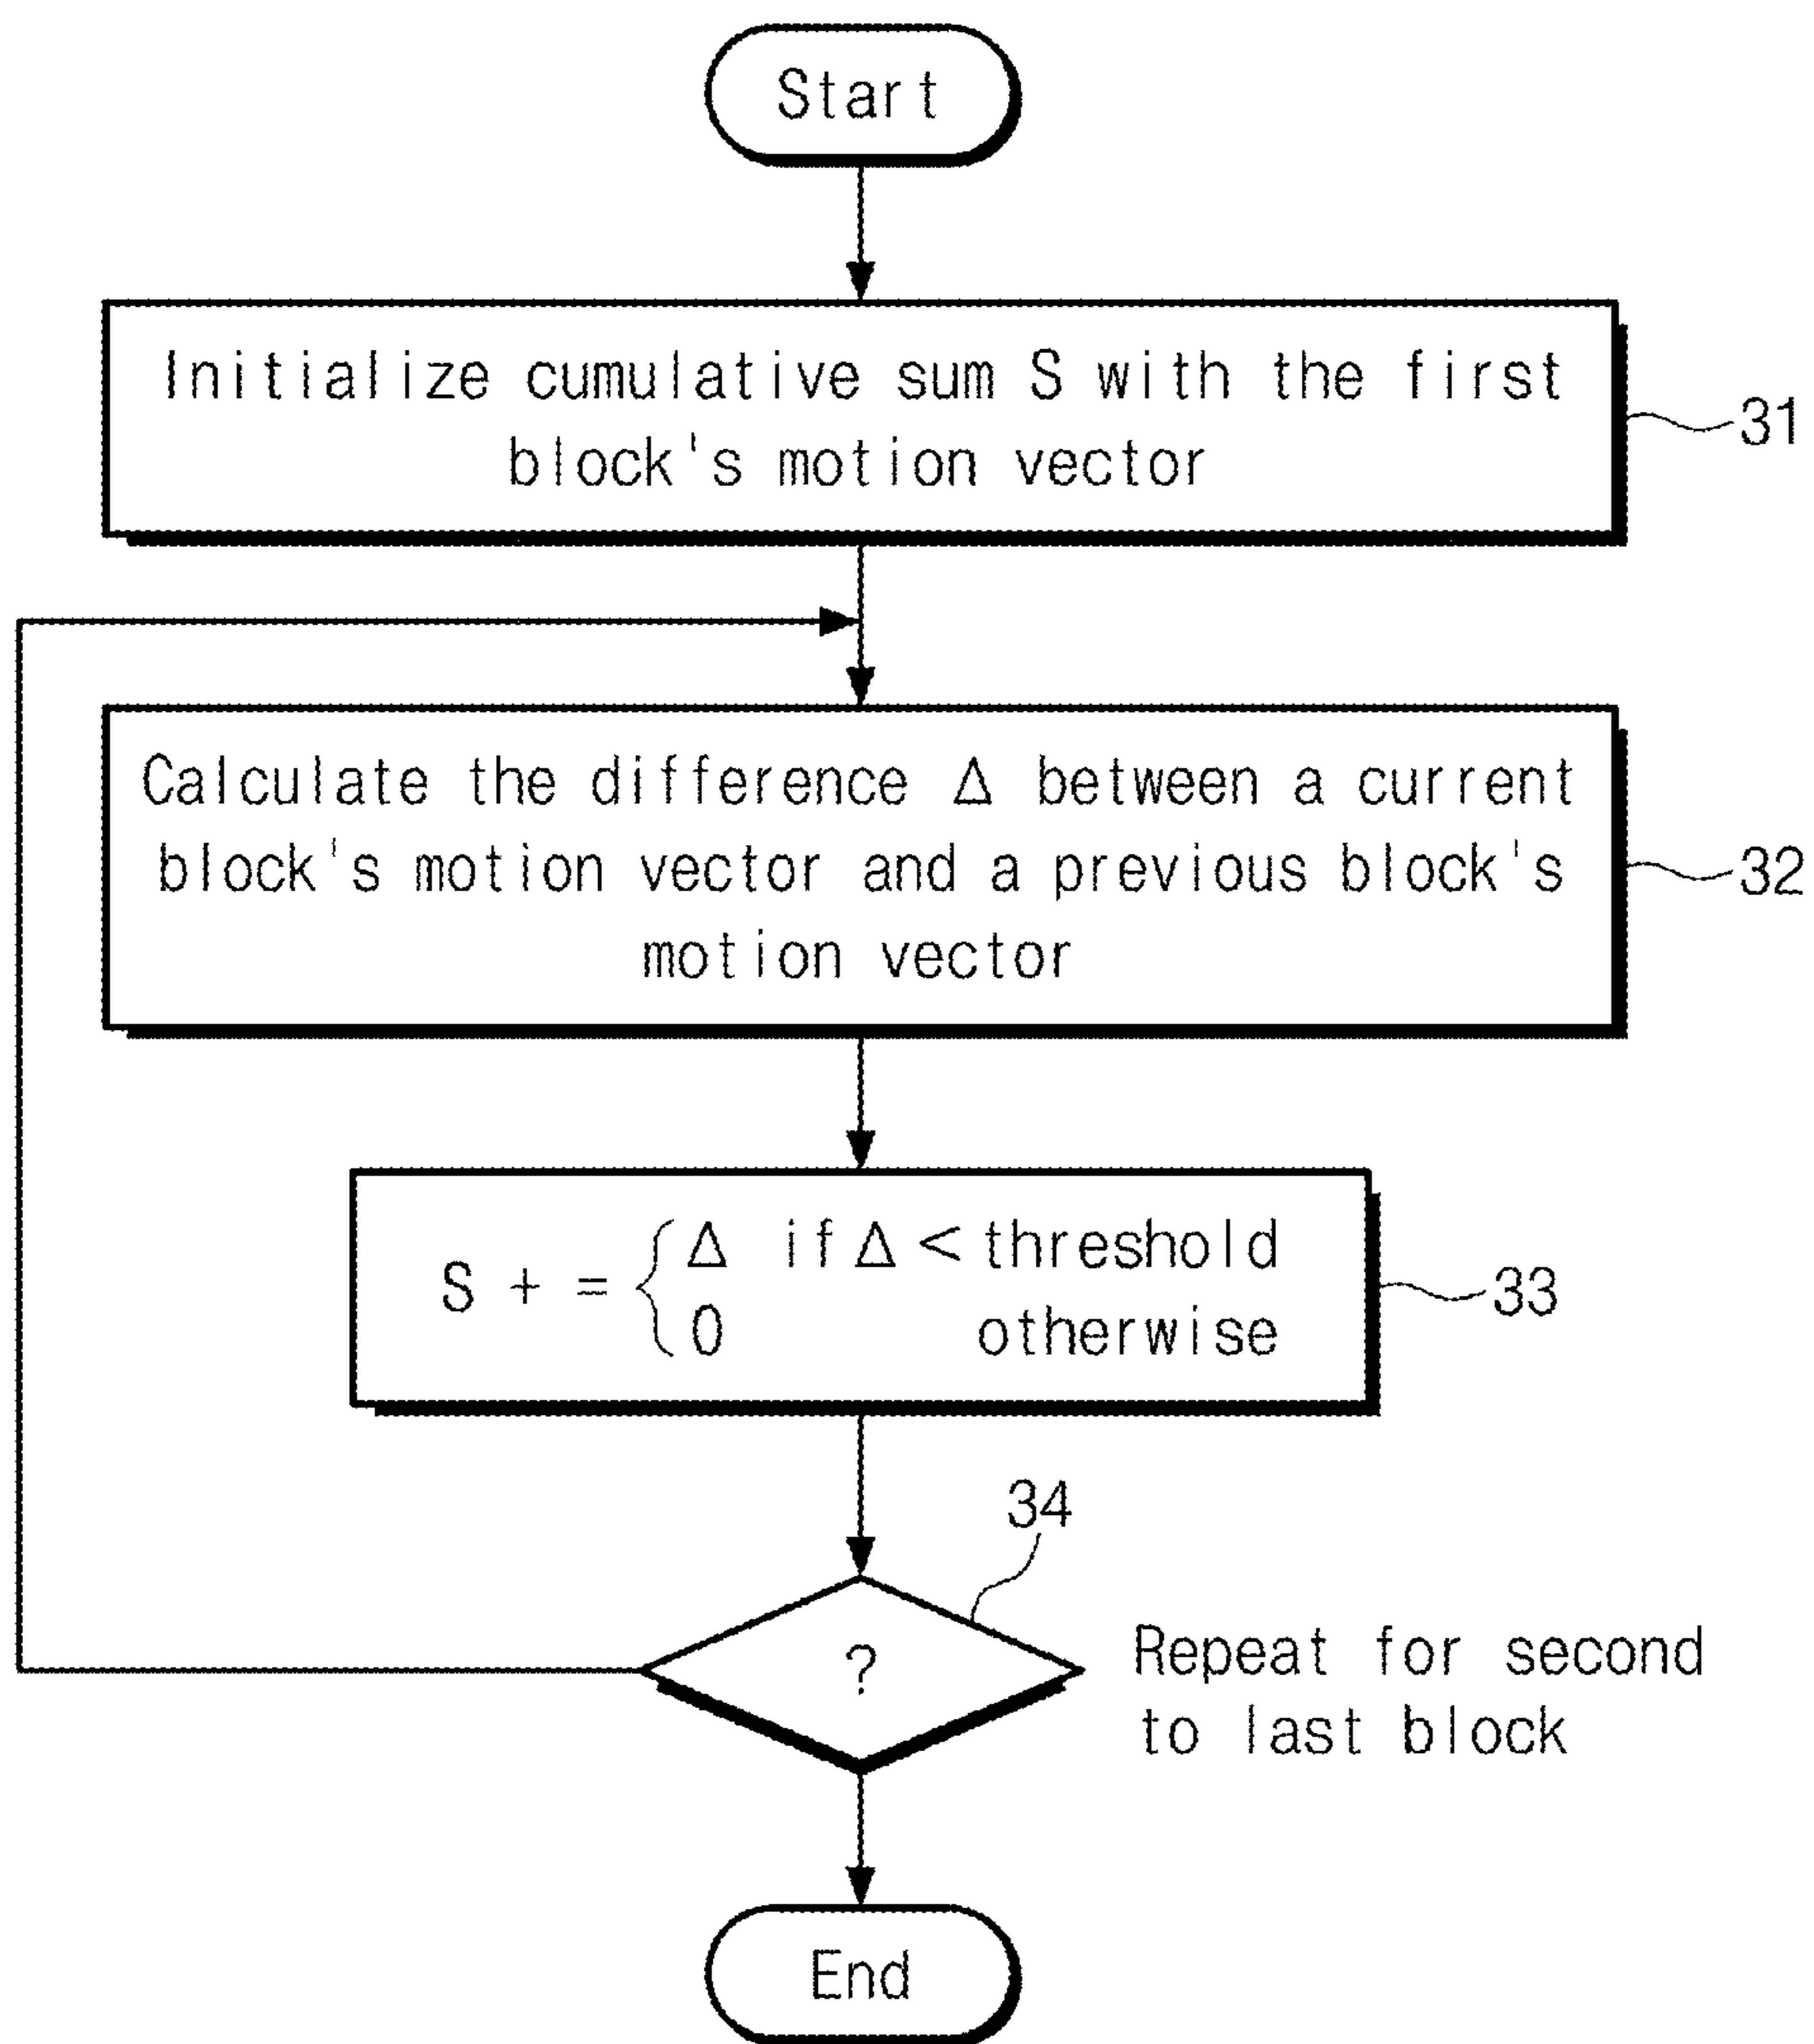 Start
Initialize cumulative sum S with the first
block's motion vector
31
Calculate the difference Δ between a current
block's motion vector and a previous block's
motion vector
32
S + = { Δ if Δ < threshold
0 otherwise
33
34
?
Repeat for second
to last block
End